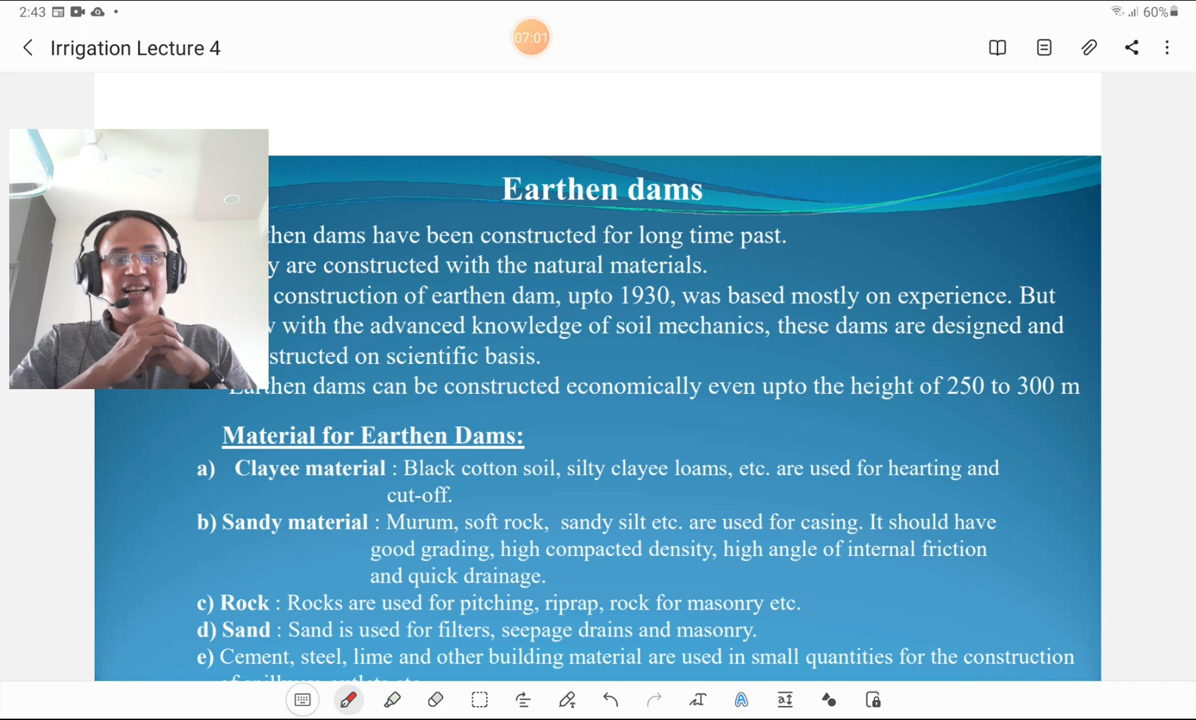 2:43
60%
Irrigation Lecture 4
07:01
Earthen dams
then dams have been constructed for long time past.
y are constructed with the natural materials.
construction of earthen dam, upto 1930, was based mostly on experience. But
with the advanced knowledge of soil mechanics, these dams are designed and
structed on scientific basis.
Earthen dams can be constructed economically even upto the height of 250 to 300 m
Material for Earthen Dams:
a) Clayee material : Black cotton soil, silty clayee loams, etc. are used for hearting and
cut-off.
b) Sandy material : Murum, soft rock, sandy silt etc. are used for casing. It should have
good grading, high compacted density, high angle of internal friction
and quick drainage.
c) Rock : Rocks are used for pitching, riprap, rock for masonry etc.
d) Sand : Sand is used for filters, seepage drains and masonry.
e) Cement, steel, lime and other building material are used in small quantities for the construction